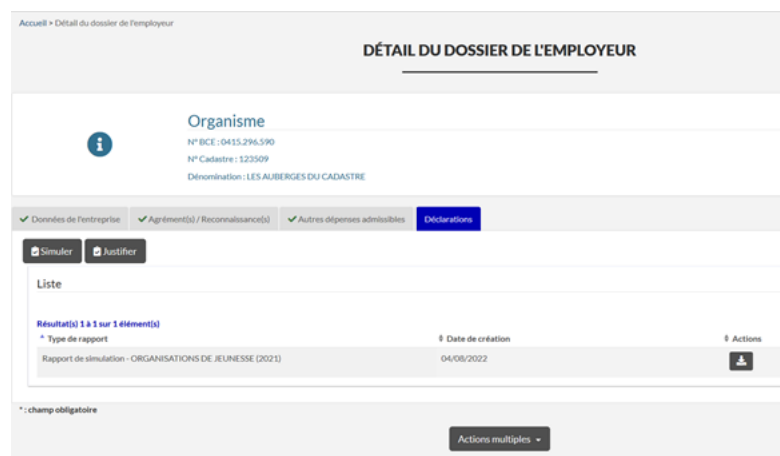 Accueil > Détail du dossier de l'employeur
DÉTAIL DU DOSSIER DE L'EMPLOYEUR
Organisme
N° BCE : 0415.296.590
N° Cadastre : 123509
Dénomination : LES AUBERGES DU CADASTRE
Données de l'entreprise Agrément(s) / Reconnaissance(s) Autres dépenses admissibles Déclarations
Simuler Justifier
Liste
Résultat(s) 1 à 1 sur 1 élément(s)
Type de rapport Date de création Actions
Rapport de simulation - ORGANISATIONS DE JEUNESSE (2021) 04/08/2022
* : champ obligatoire
Actions multiples